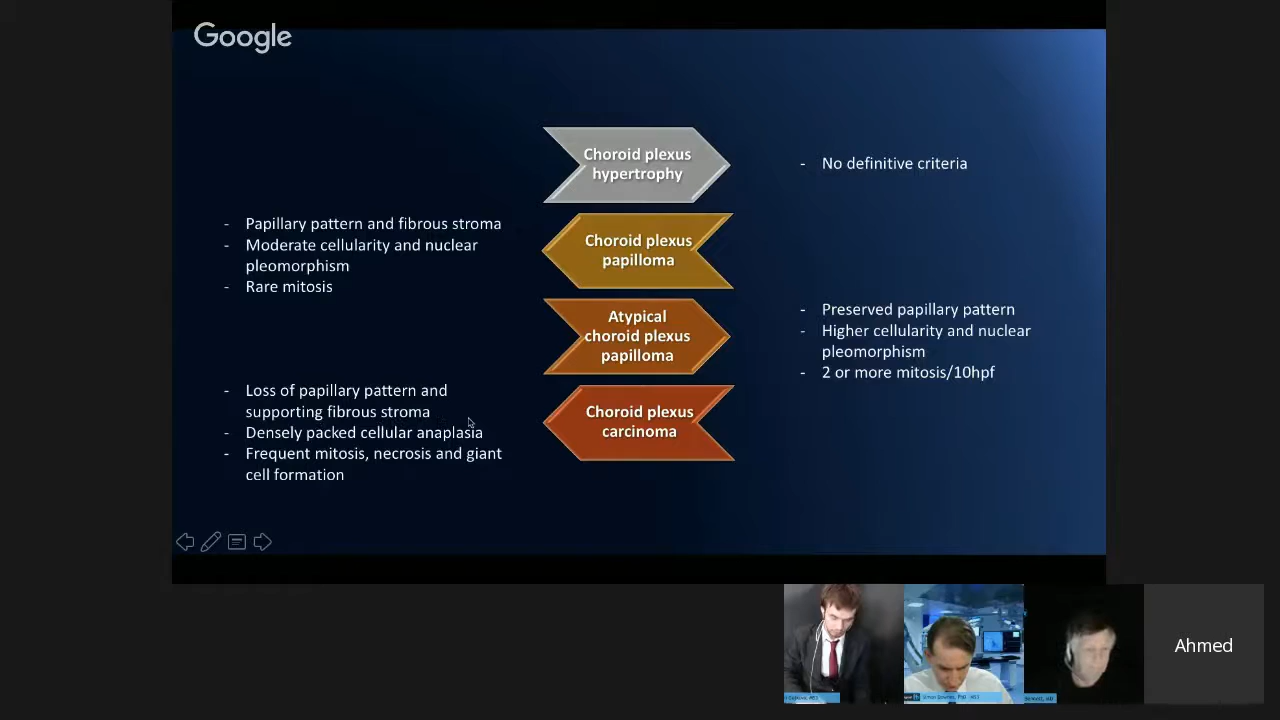 Google
Choroid plexus
hypertrophy
- No definitive criteria
- Papillary pattern and fibrous stroma
- Moderate cellularity and nuclear
pleomorphism
- Rare mitosis
Choroid plexus
papilloma
Atypical
choroid plexus
papilloma
- Preserved papillary pattern
- Higher cellularity and nuclear
pleomorphism
- 2 or more mitosis/10hpf
- Loss of papillary pattern and
supporting fibrous stroma
- Densely packed cellular anaplasia
- Frequent mitosis, necrosis and giant
cell formation
Choroid plexus
carcinoma
Ahmed